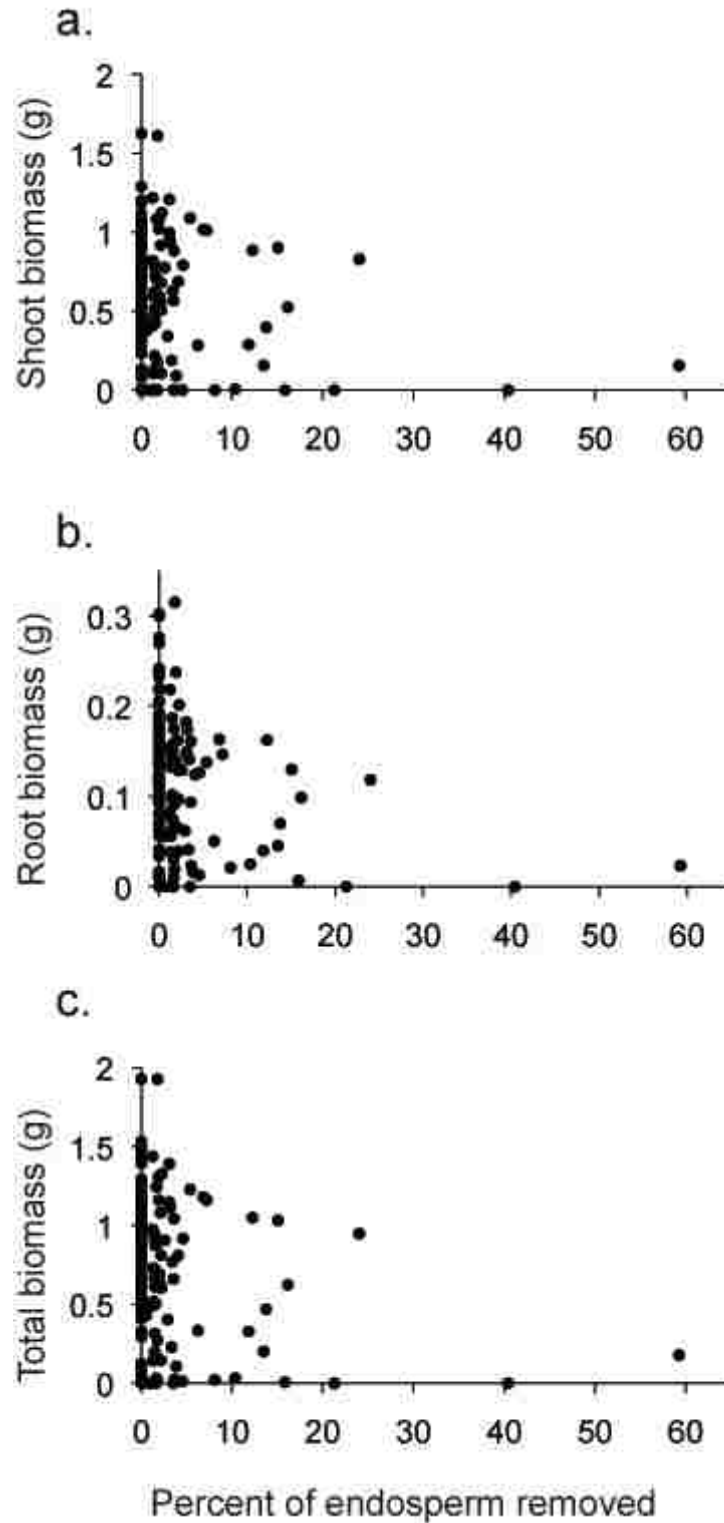 a.
Shoot biomass (g)
2
1.5
1
0.5
0
0 10 20 30 40 50 60
b.
Root biomass (g)
0.3
0.2
0.1
0
0 10 20 30 40 50 60
c.
Total biomass (g)
2
1.5
1
0.5
0
0 10 20 30 40 50 60
Percent of endosperm removed